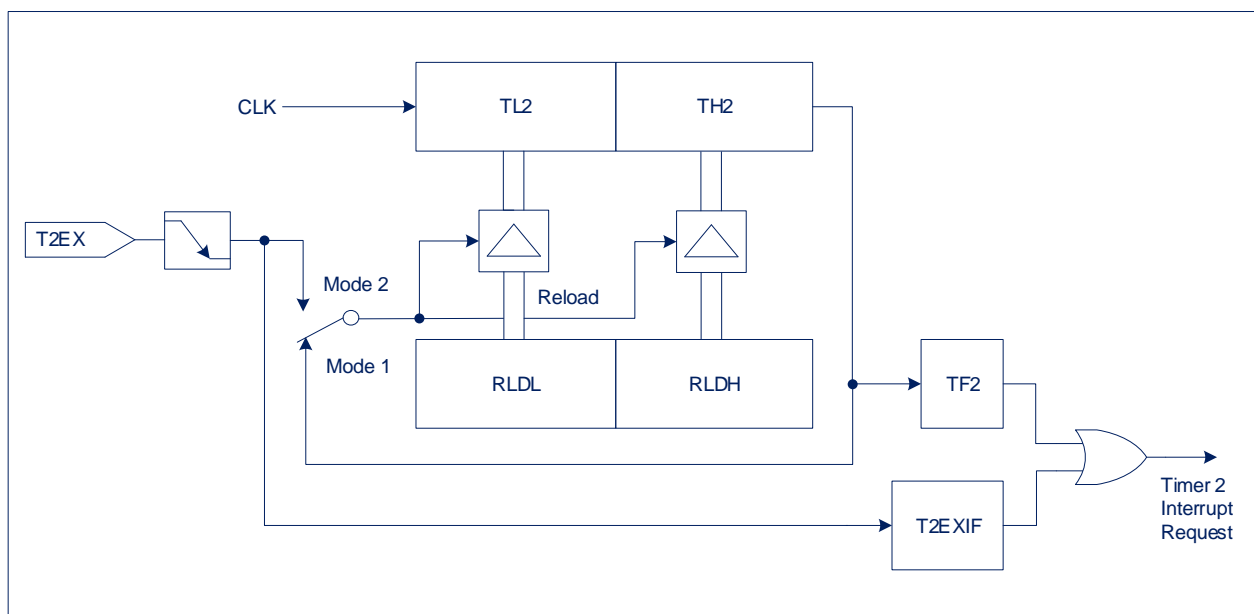 CLK
TL2
TH2
T2EX
Mode 2
Reload
Mode 1
RLDL
RLDH
TF2
T2EXIF
Timer 2
Interrupt
Request